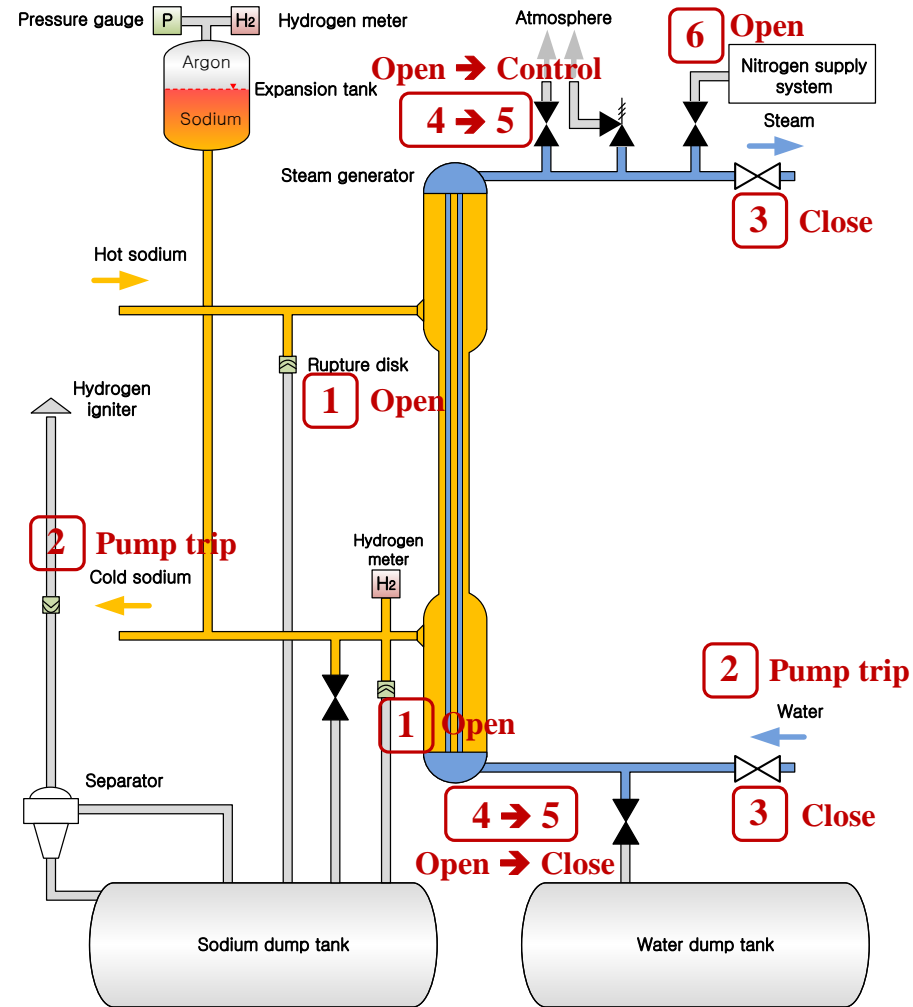 Pressure gauge
P
H2
Hydrogen meter
Argon
Expansion tank
Sodium
Atmosphere
Open ➔ Control
4 ➔ 5
6
Open
Nitrogen supply
system
Steam
Steam generator
3
Close
Hot sodium
Rupture disk
1
Open
Hydrogen
igniter
2
Pump trip
Cold sodium
Hydrogen
meter
H2
2
Pump trip
1
Open
Water
Separator
4 ➔ 5
Open ➔ Close
3
Close
Sodium dump tank
Water dump tank